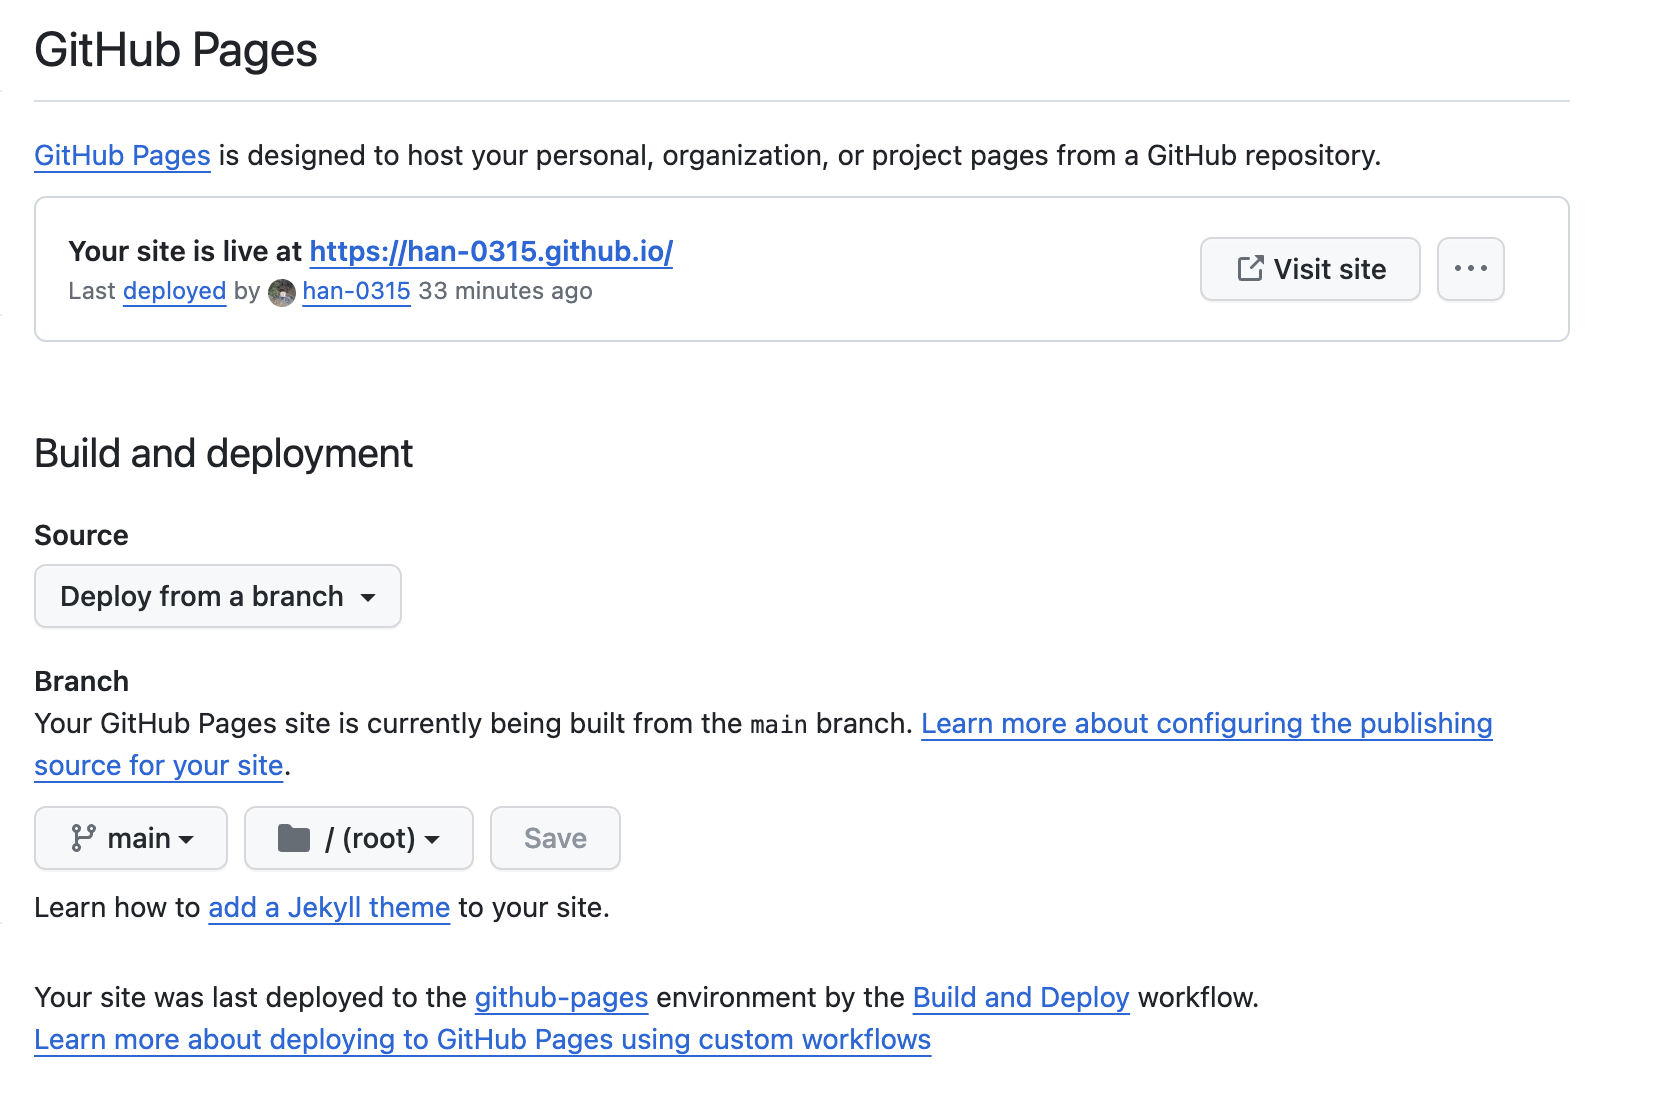 GitHub Pages
GitHub Pages is designed to host your personal, organization, or project pages from a GitHub repository.
Your site is live at https://han-0315.github.io/
Last deployed by han-0315 33 minutes ago
Visit site
Build and deployment
Source
Deploy from a branch
Branch
Your GitHub Pages site is currently being built from the main branch. Learn more about configuring the publishing
source for your site.
main
/ (root)
Save
Learn how to add a Jekyll theme to your site.
Your site was last deployed to the github-pages environment by the Build and Deploy workflow.
Learn more about deploying to GitHub Pages using custom workflows